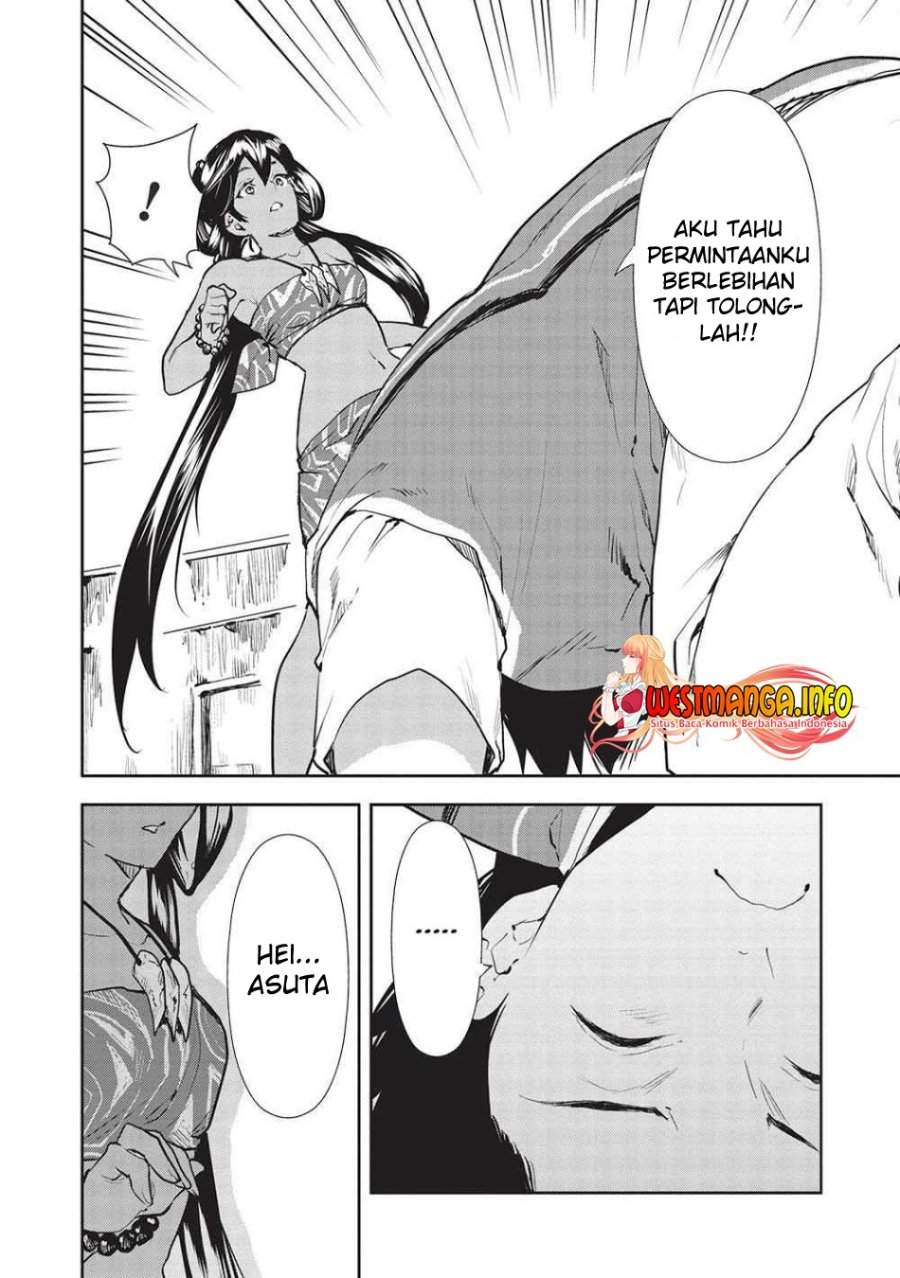 !
AKU TAHU
PERMINTAANKU
BERLEBIHAN
TAPI TOLONG-
LAH!!
WESTMANGA.INFO
Situs Baca Komik Berbahasa Indonesia
.....
HEI...
ASUTA